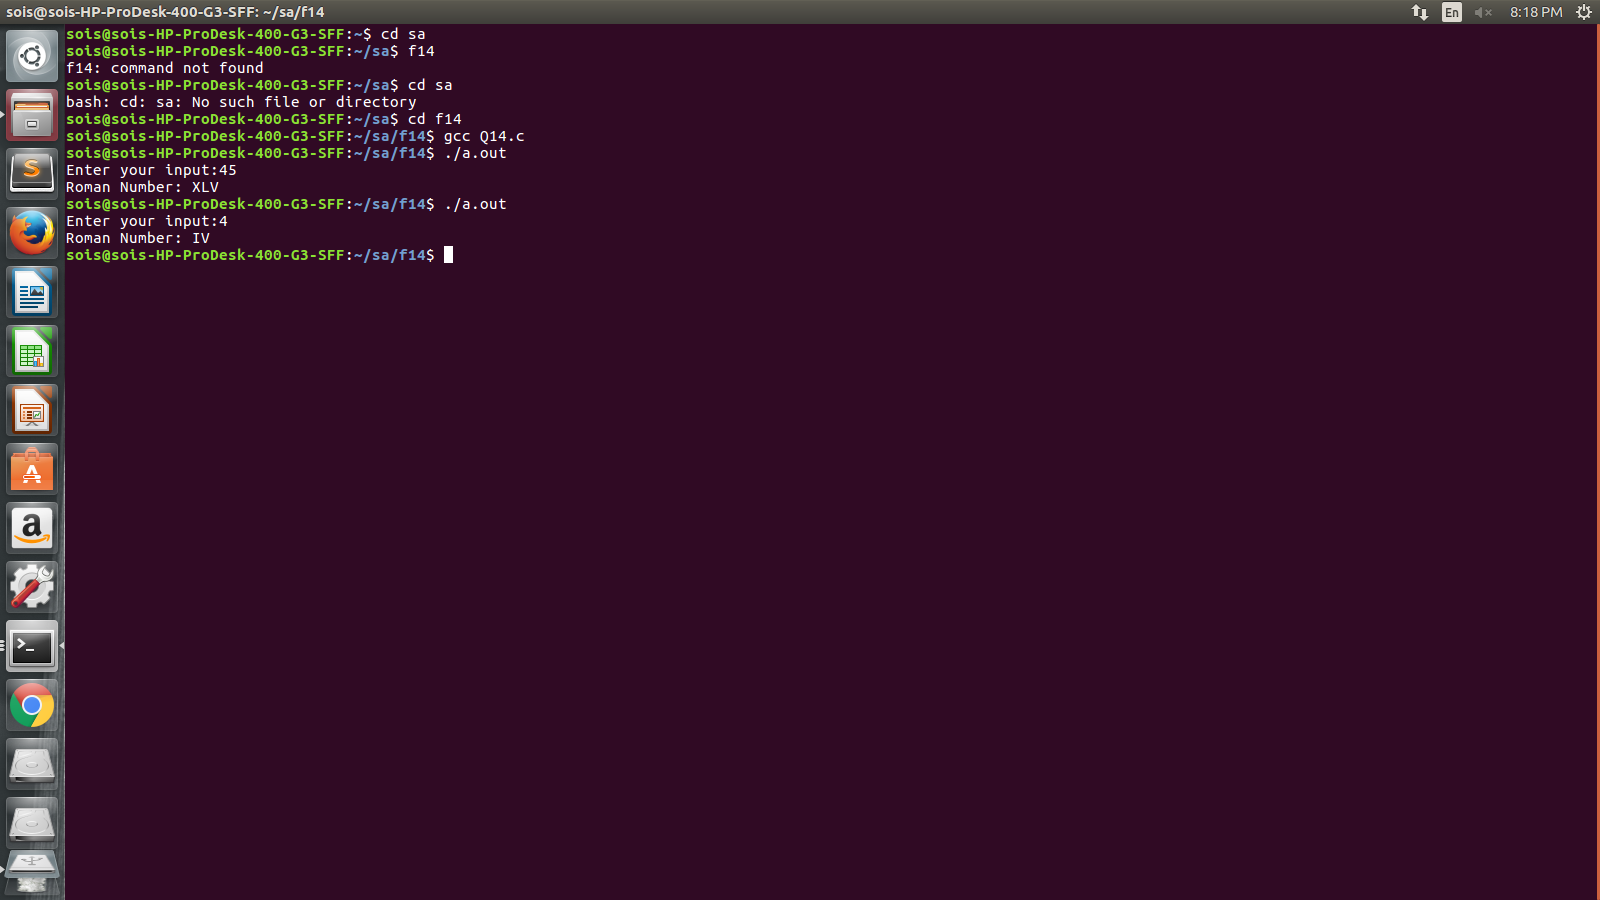 sois@sois-HP-ProDesk-400-G3-SFF: ~/sa/f14
En
8:18 PM
sois@sois-HP-ProDesk-400-G3-SFF:~$ cd sa
sois@sois-HP-ProDesk-400-G3-SFF:~/sa$ f14
f14: command not found
sois@sois-HP-ProDesk-400-G3-SFF:~/sa$ cd sa
bash: cd: sa: No such file or directory
sois@sois-HP-ProDesk-400-G3-SFF:~/sa$ cd f14
sois@sois-HP-ProDesk-400-G3-SFF:~/sa/f14$ gcc Q14.c
sois@sois-HP-ProDesk-400-G3-SFF:~/sa/f14$ ./a.out
Enter your input:45
Roman Number: XLV
sois@sois-HP-ProDesk-400-G3-SFF:~/sa/f14$ ./a.out
Enter your input:4
Roman Number: IV
sois@sois-HP-ProDesk-400-G3-SFF:~/sa/f14$